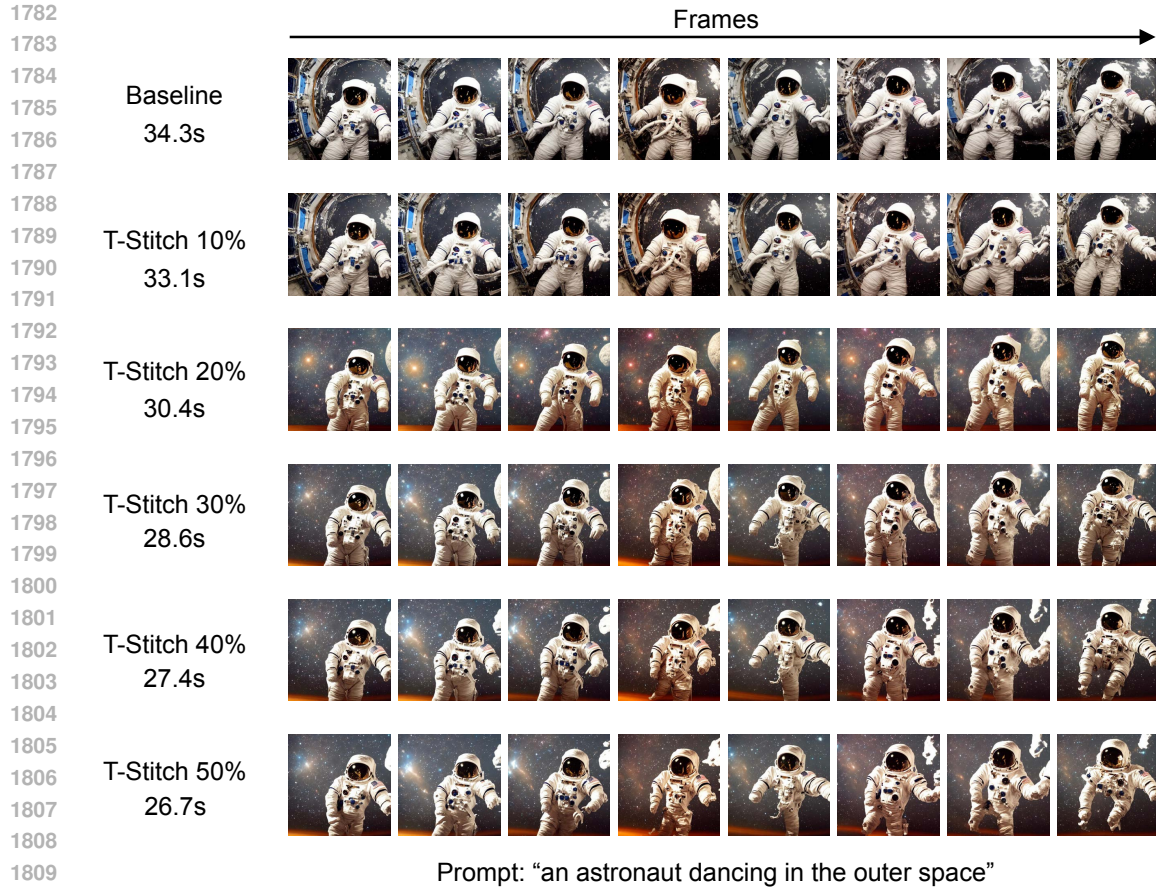 1782
Frames
1783
1784
Baseline
1785
34.3s
1786
1787
1788
T-Stitch 10%
1789
1790
33.1s
1791
1792
1793
T-Stitch 20%
1794
30.4s
1795
1796
1797
T-Stitch 30%
1798
28.6s
1799
1800
1801
T-Stitch 40%
1802
27.4s
1803
1804
1805
T-Stitch 50%
1806
26.7s
1807
1808
1809
Prompt: “an astronaut dancing in the outer space”